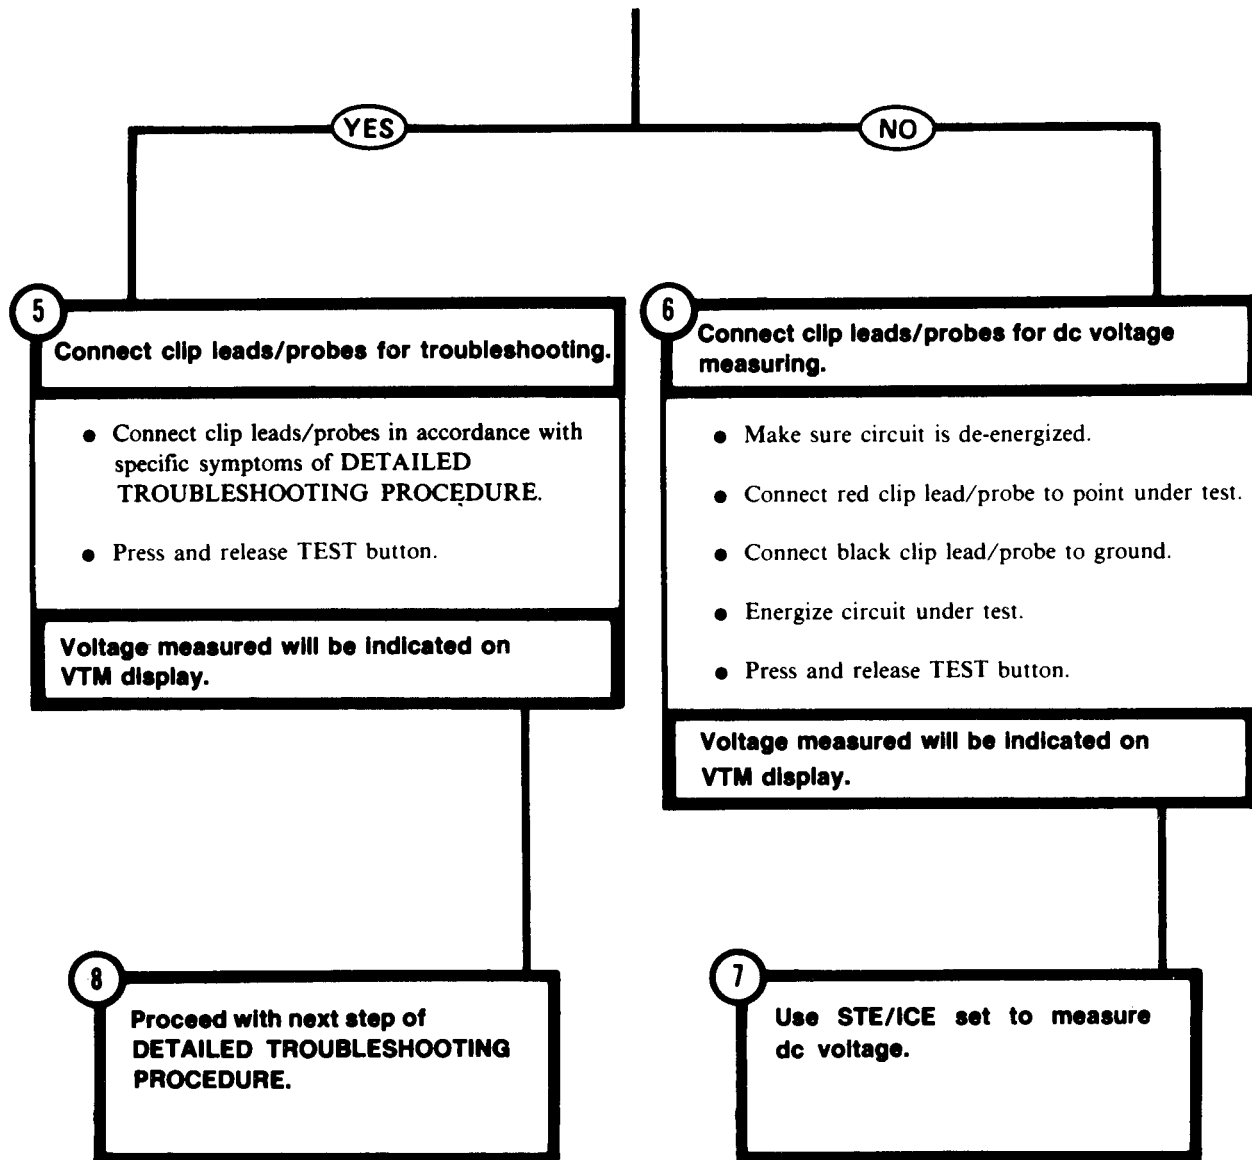 YES
NO
5
Connect clip leads/probes for troubleshooting.
● Connect clip leads/probes in accordance with
specific symptoms of DETAILED
TROUBLESHOOTING PROCEDURE.
● Press and release TEST button.
Voltage measured will be indicated on
VTM display.
6
Connect clip leads/probes for dc voltage
measuring.
● Make sure circuit is de-energized.
● Connect red clip lead/probe to point under test.
● Connect black clip lead/probe to ground.
● Energize circuit under test.
● Press and release TEST button.
Voltage measured will be indicated on
VTM display.
8
Proceed with next step of
DETAILED TROUBLESHOOTING
PROCEDURE.
7
Use STE/ICE set to measure
dc voltage.